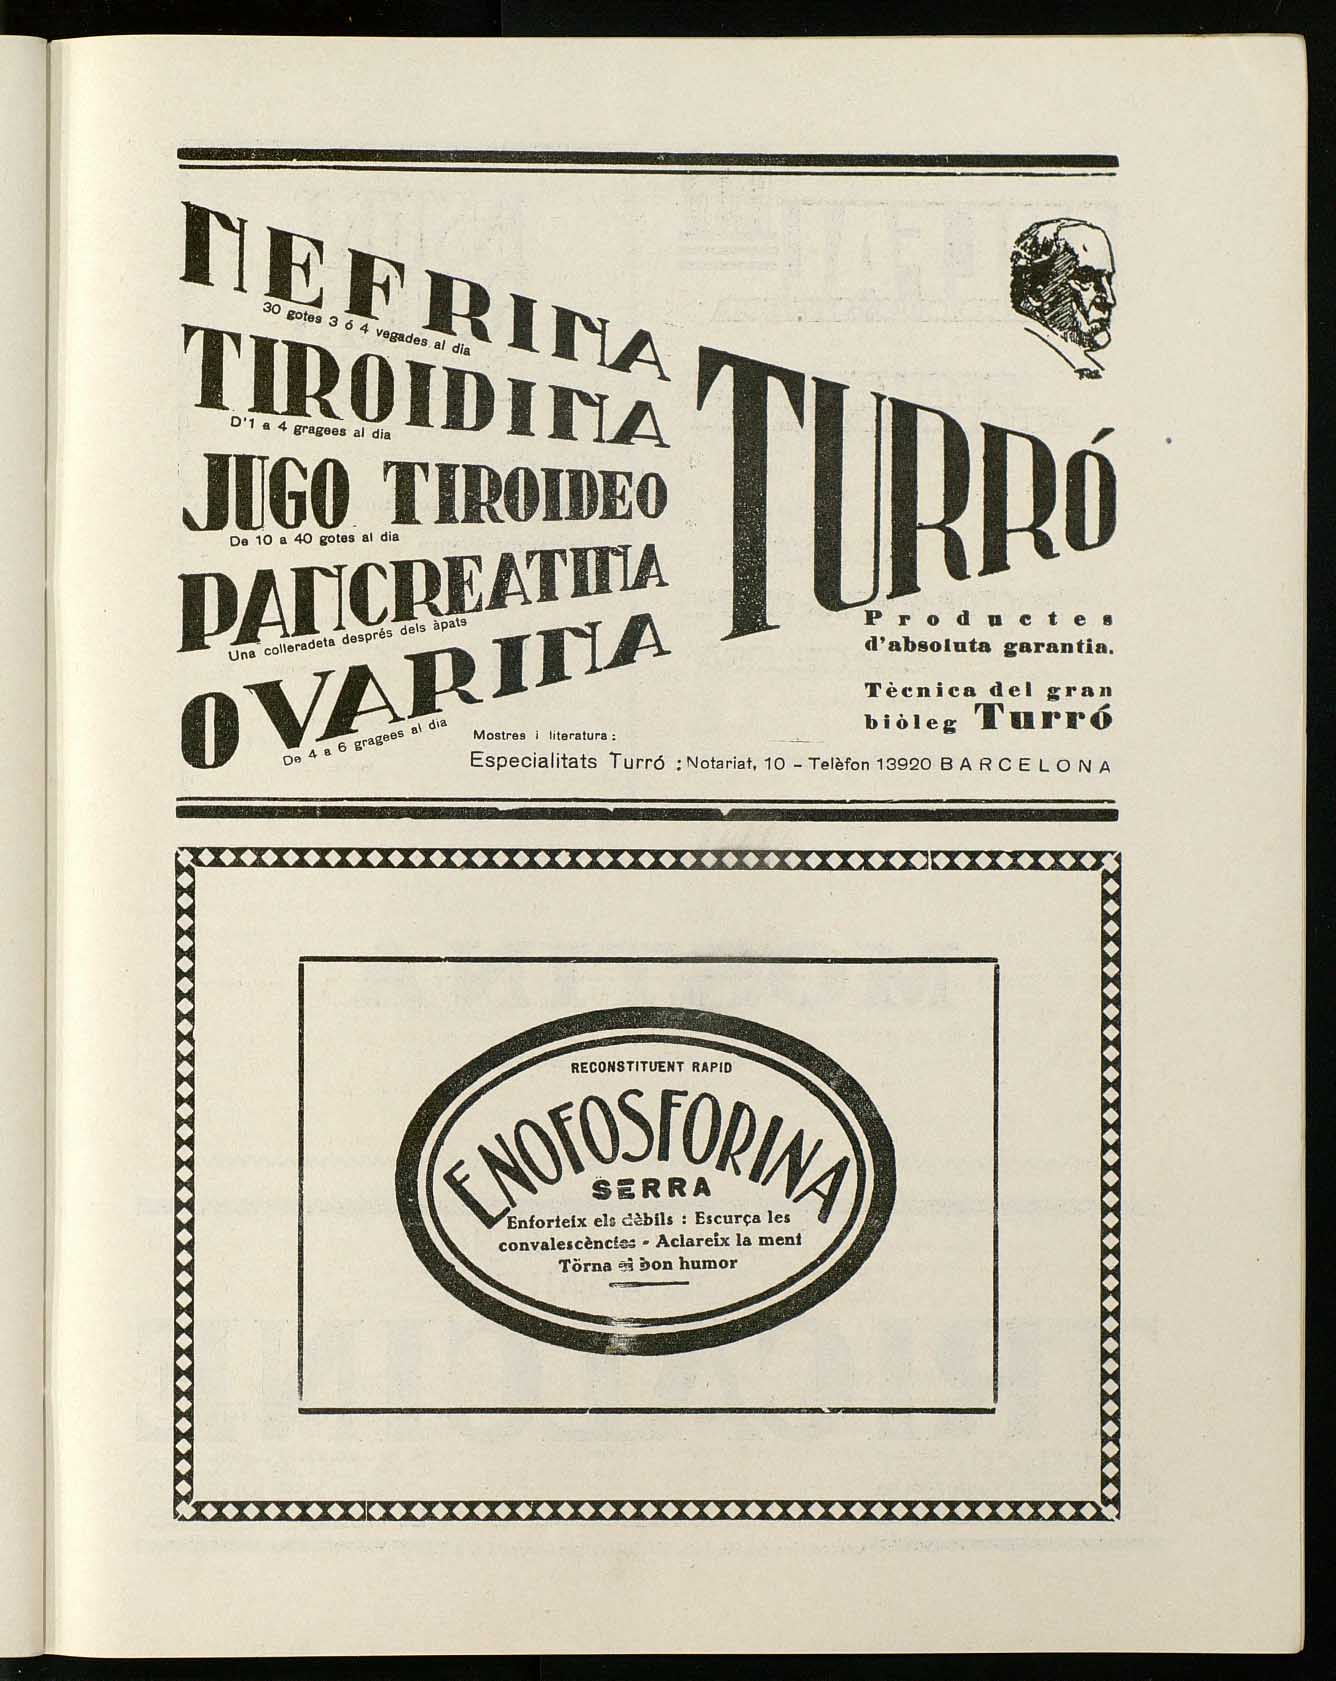 NEFRINA
30 gotes 3 ó 4 vegades al dia
TIROIDINA
D'1 a 4 gragees al dia
JUGO TIROIDEO
De 10 a 40 gotes al dia
PANCREATINA
Una colleradeta després dels àpats
OVARINA
De 4 a 6 gragees al dia
TURRÓ
Productes
d'absoluta garantia.
Tècnica del gran
biòleg Turró
Mostres i literatura:
Especialitats Turró : Notariat, 10 - Telèfon 13920 BARCELONA
RECONSTITUENT RAPID
ENOFOSFORINA
SERRA
Enforteix els dèbils : Escurça les
convalescències - Aclareix la ment
Törna el bon humor